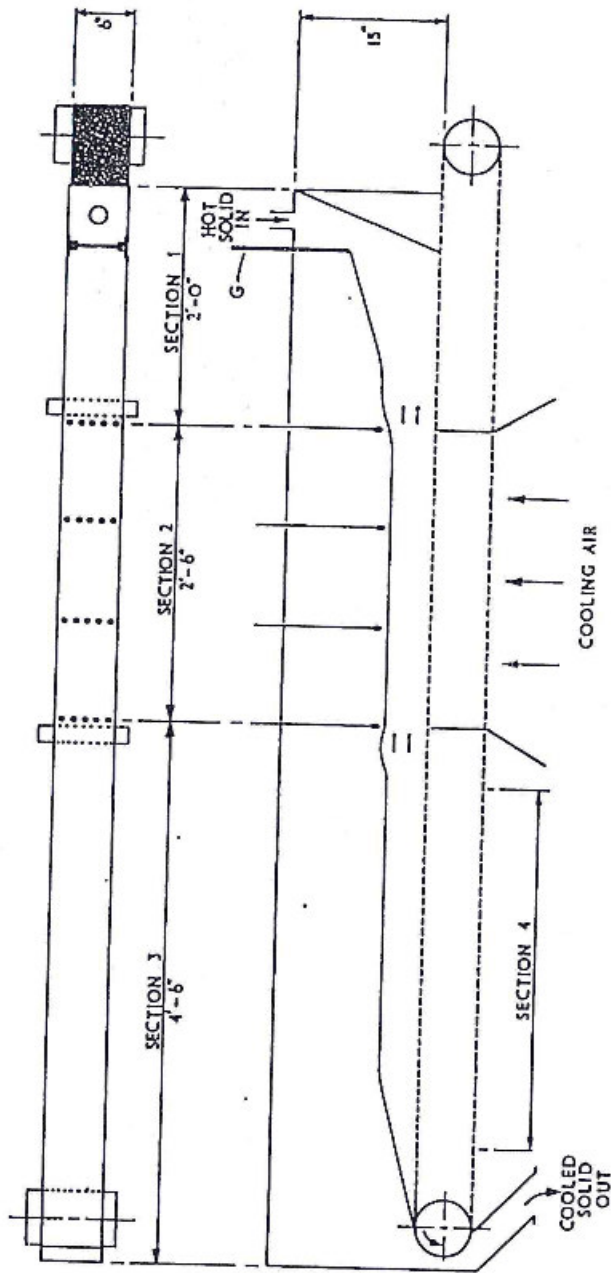 6"
SECTION 1
2'-0"
SECTION 2
2'-6"
SECTION 3
4'-6"
HOT
SOLID
IN
G
15"
COOLING AIR
SECTION 4
COOLED
SOLID
OUT